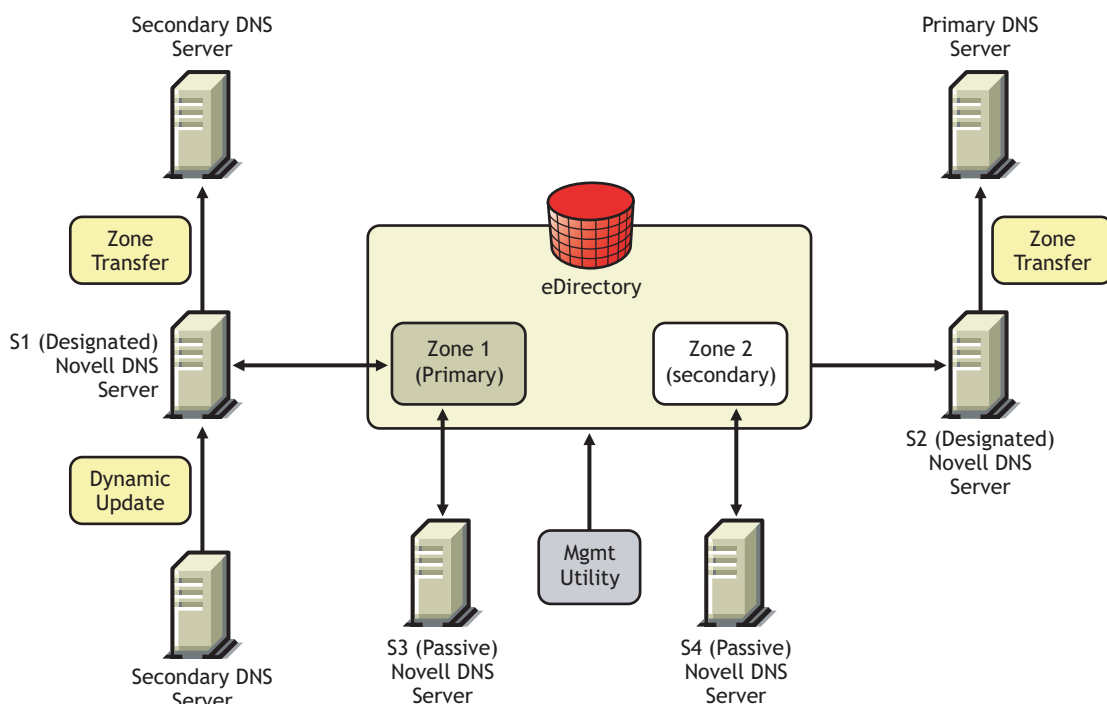 Secondary DNS
Server
Primary DNS
Server
Zone
Transfer
Zone
Transfer
eDirectory
S1 (Designated)
Novell DNS
Server
Zone 1
(Primary)
Zone 2
(secondary)
S2 (Designated)
Novell DNS
Server
Dynamic
Update
Mgmt
Utility
S3 (Passive)
Novell DNS
Server
S4 (Passive)
Novell DNS
Server
Secondary DNS
Server